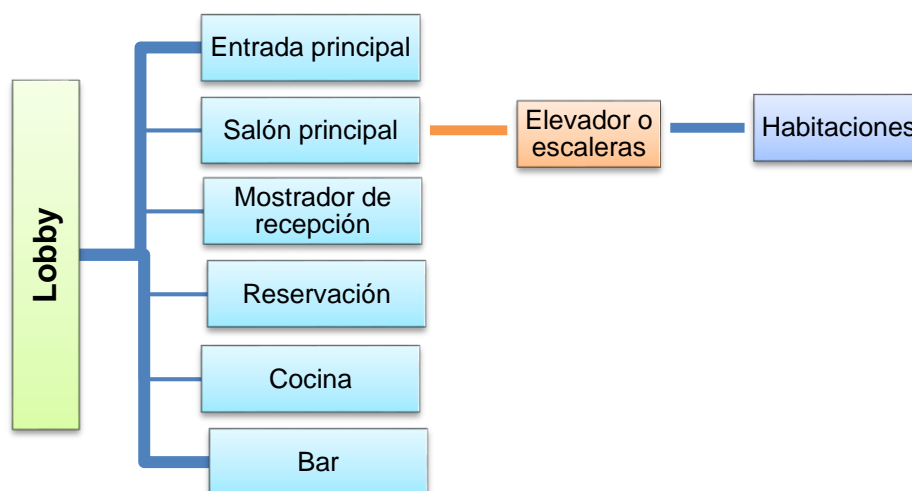 Lobby
Entrada principal
Salón principal
Elevador o
escaleras
Habitaciones
Mostrador de
recepción
Reservación
Cocina
Bar